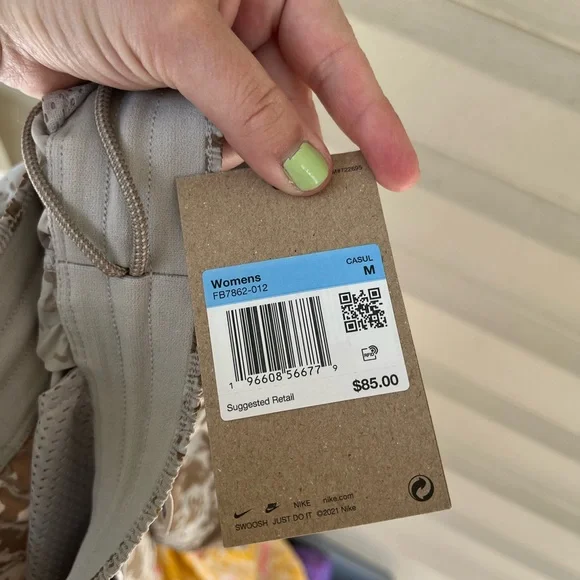 Womens
CASUL
FB7862-012
M
1 96608 56677 9
RFID
Suggested Retail
$85.00
NIKE nike.com
SWOOSH, JUST DO IT ©2021 Nike